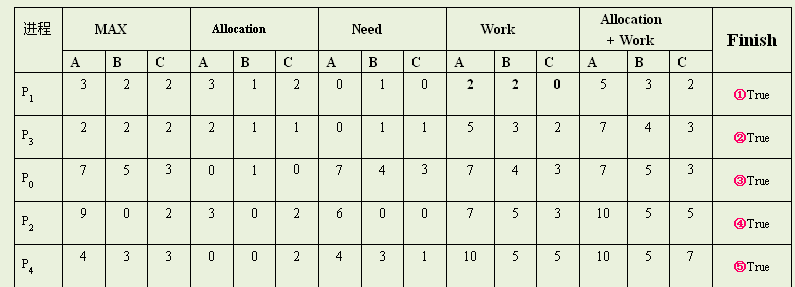 进程 MAX Allocation Need Work Allocation + Work Finish
A B C A B C A B C A B C A B C
P1 3 2 2 3 1 2 0 1 0 2 2 0 5 3 2 ①True
P3 2 2 2 2 1 1 0 1 1 5 3 2 7 4 3 ②True
P0 7 5 3 0 1 0 7 4 3 7 4 3 7 5 3 ③True
P2 9 0 2 3 0 2 6 0 0 7 5 3 10 5 5 ④True
P4 4 3 3 0 0 2 4 3 1 10 5 5 10 5 7 ⑤True